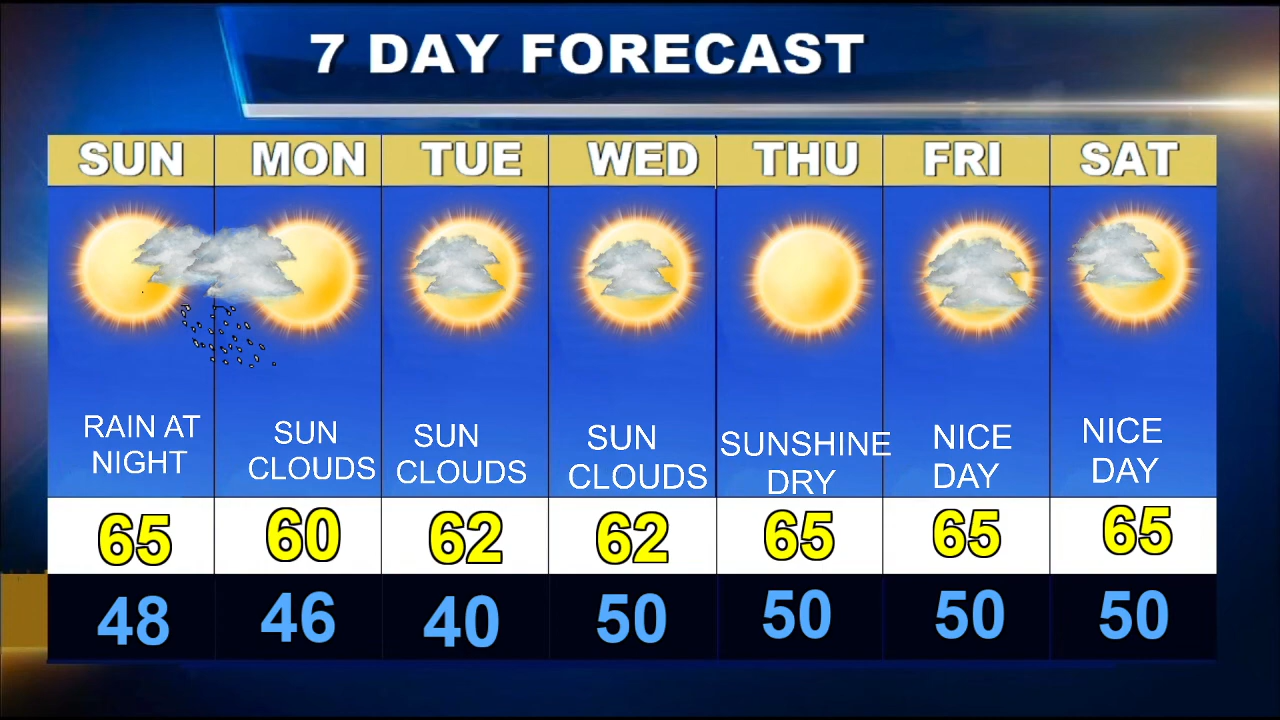 7 DAY FORECAST
SUN MON TUE WED THU FRI SAT
RAIN AT
NIGHT
SUN
CLOUDS
SUN
CLOUDS
SUN
CLOUDS
SUNSHINE
DRY
NICE
DAY
NICE
DAY
65 60 62 62 65 65 65
48 46 40 50 50 50 50